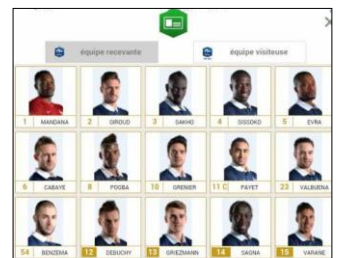 équipe recevante équipe visiteuse
1 MANDANA 2 GIROUD 3 SAKHO 4 SISSOKO 5 EVRA
6 CABAYE 8 POGBA 10 GRENIER 11 C PAYET 23 VALBUENA
54 BENZEMA 12 DEBUCHY 13 GRIEZMANN 14 SAGNA 15 VARANE